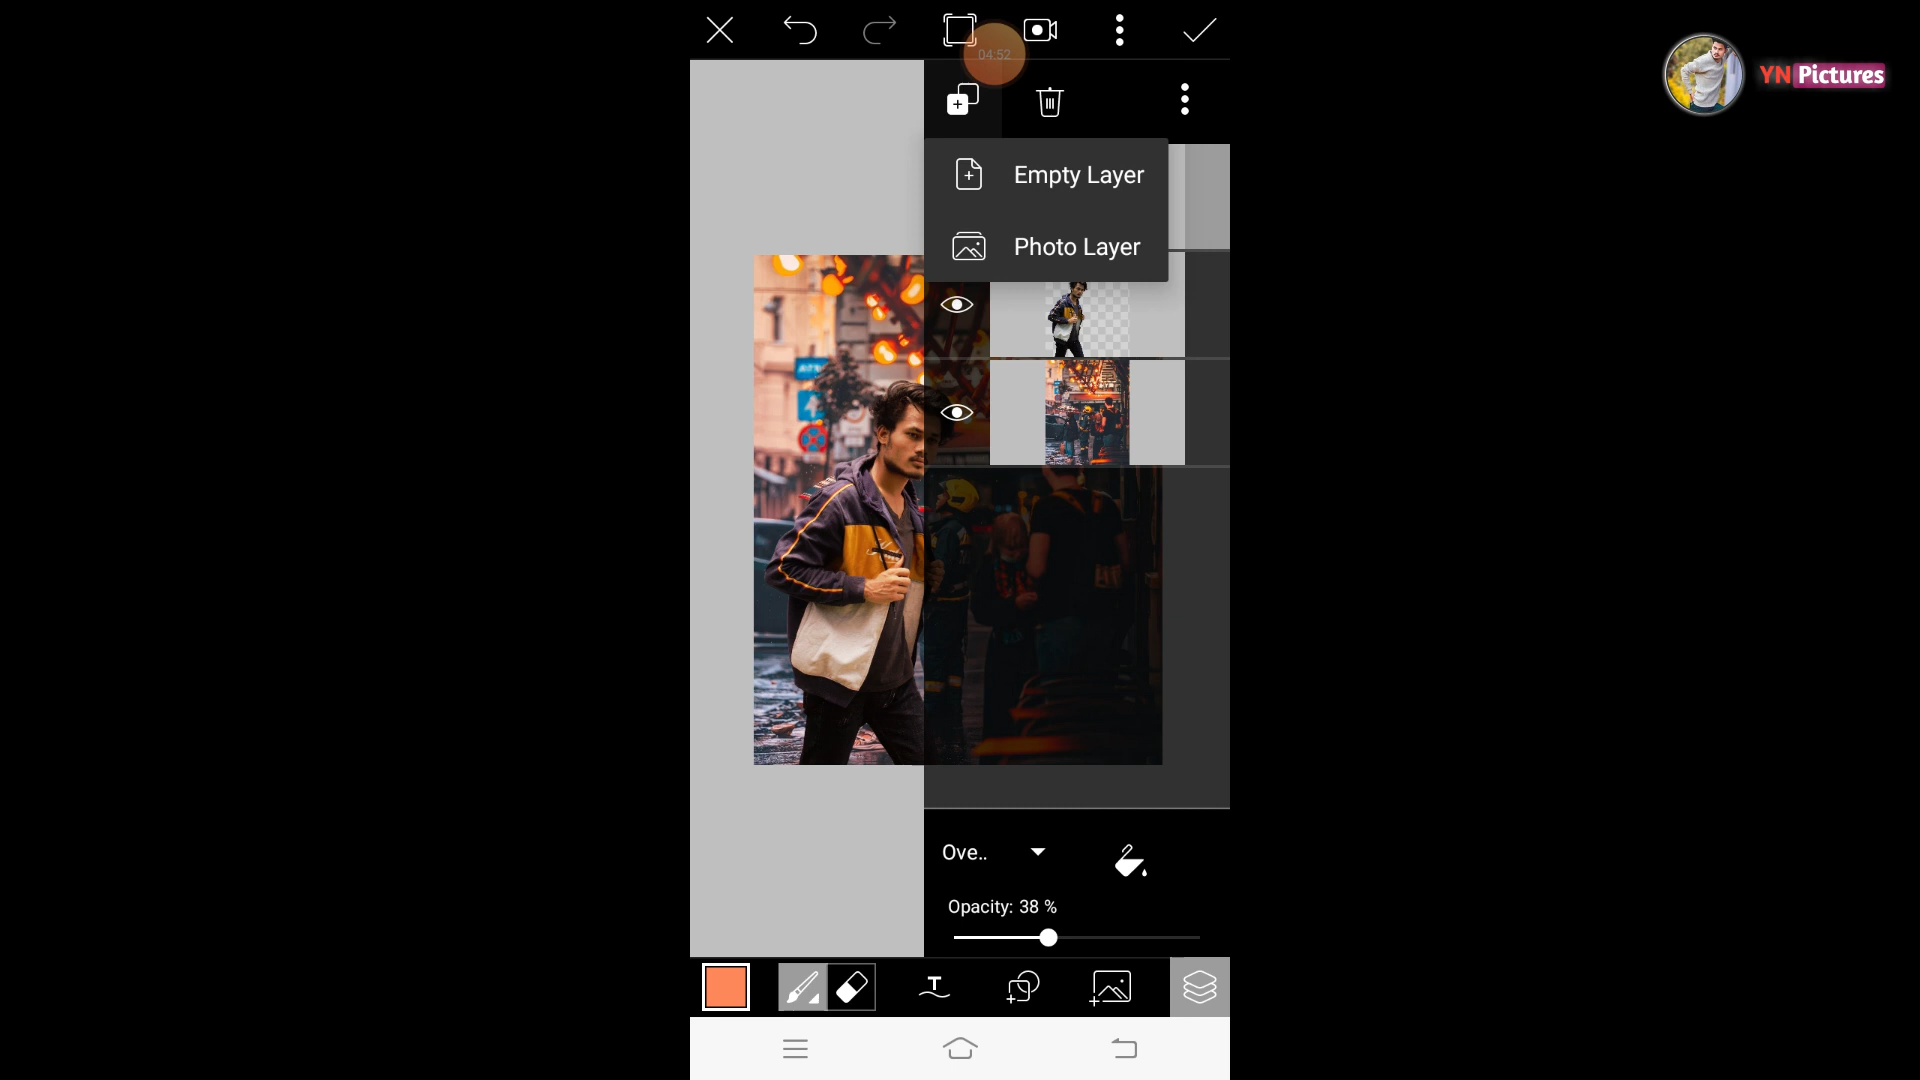 04:52
YN Pictures
Empty Layer
Photo Layer
Ove..
Opacity: 38 %
T